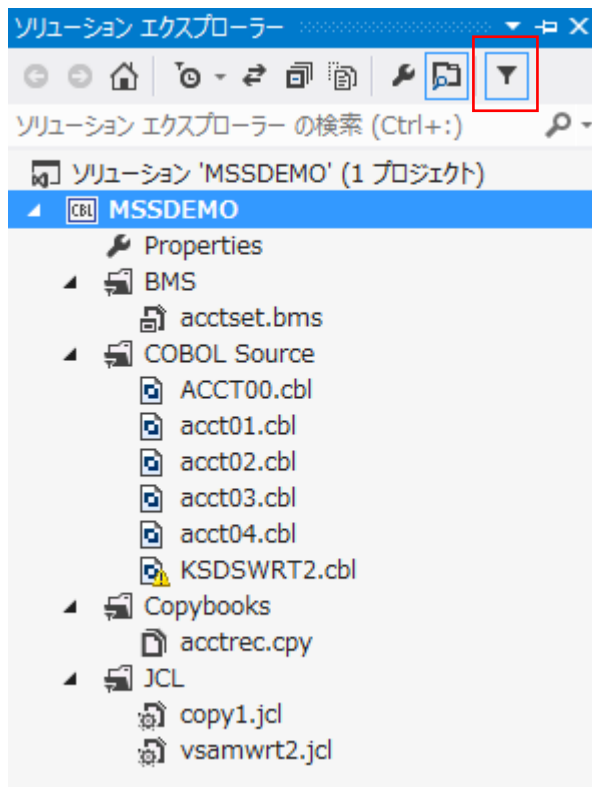 ソリューション エクスプローラー
ソリューション エクスプローラー の検索 (Ctrl+:)
ソリューション 'MSSDEMO' (1 プロジェクト)
CBL MSSDEMO
Properties
BMS
acctset.bms
COBOL Source
ACCT00.cbl
acct01.cbl
acct02.cbl
acct03.cbl
acct04.cbl
KSDSWRT2.cbl
Copybooks
acctrec.cpy
JCL
copy1.jcl
vsamwrt2.jcl